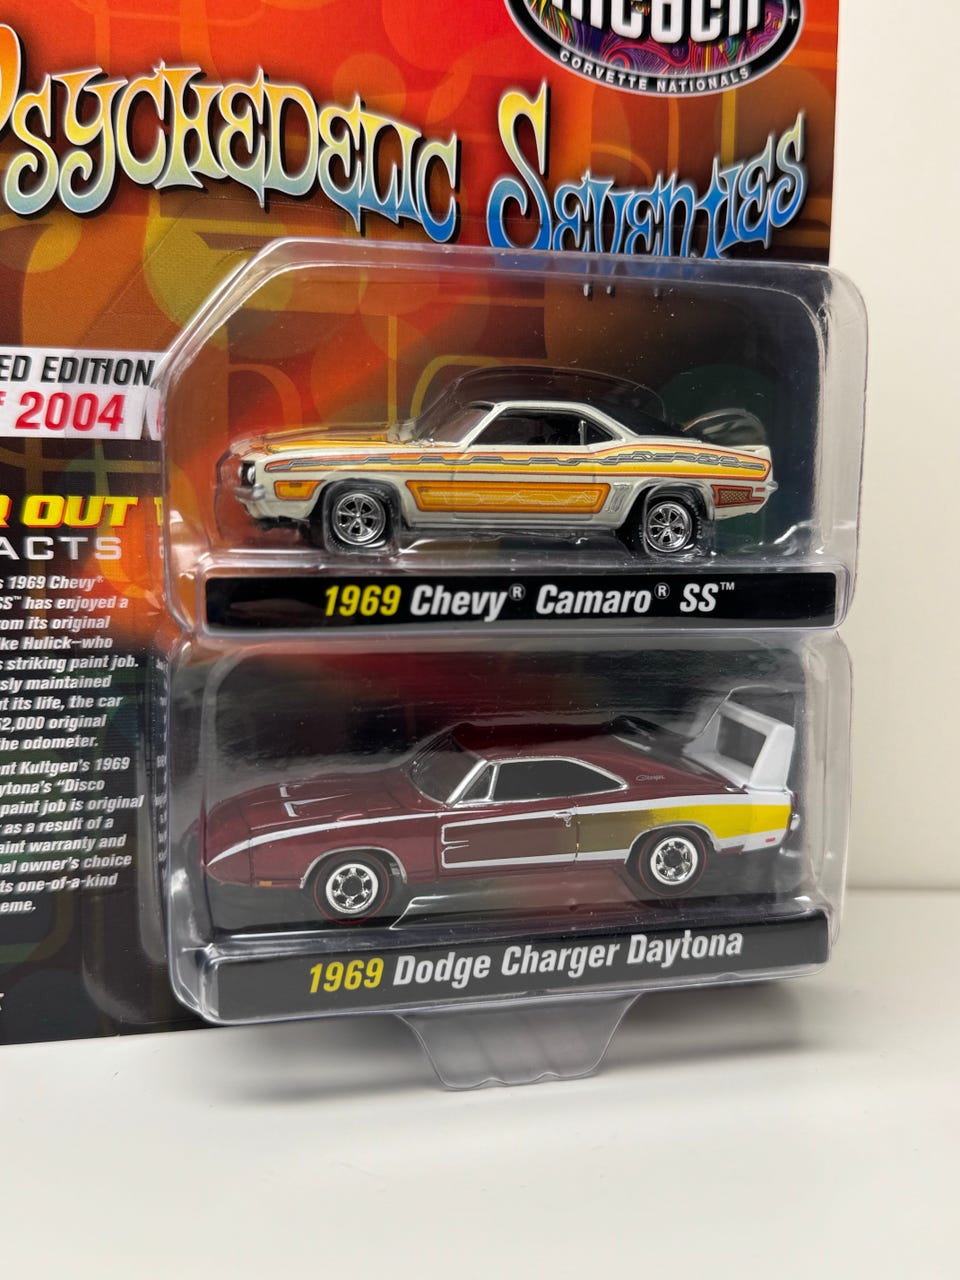 CORVETTE NATIONALS
PSYCHEDELIC SEVENTIES
ED EDITION
2004
OUT
ACTS
1969 Chevy®
SS™ has enjoyed a
om its original
ke Hulick—who
s striking paint job.
sly maintained
t its life, the car
2,000 original
he odometer.
nt Kultgen's 1969
ytona's "Disco
paint job is original
as a result of a
aint warranty and
al owner's choice
ts one-of-a-kind
eme.
1969 Chevy® Camaro® SS™
Charger
1969 Dodge Charger Daytona